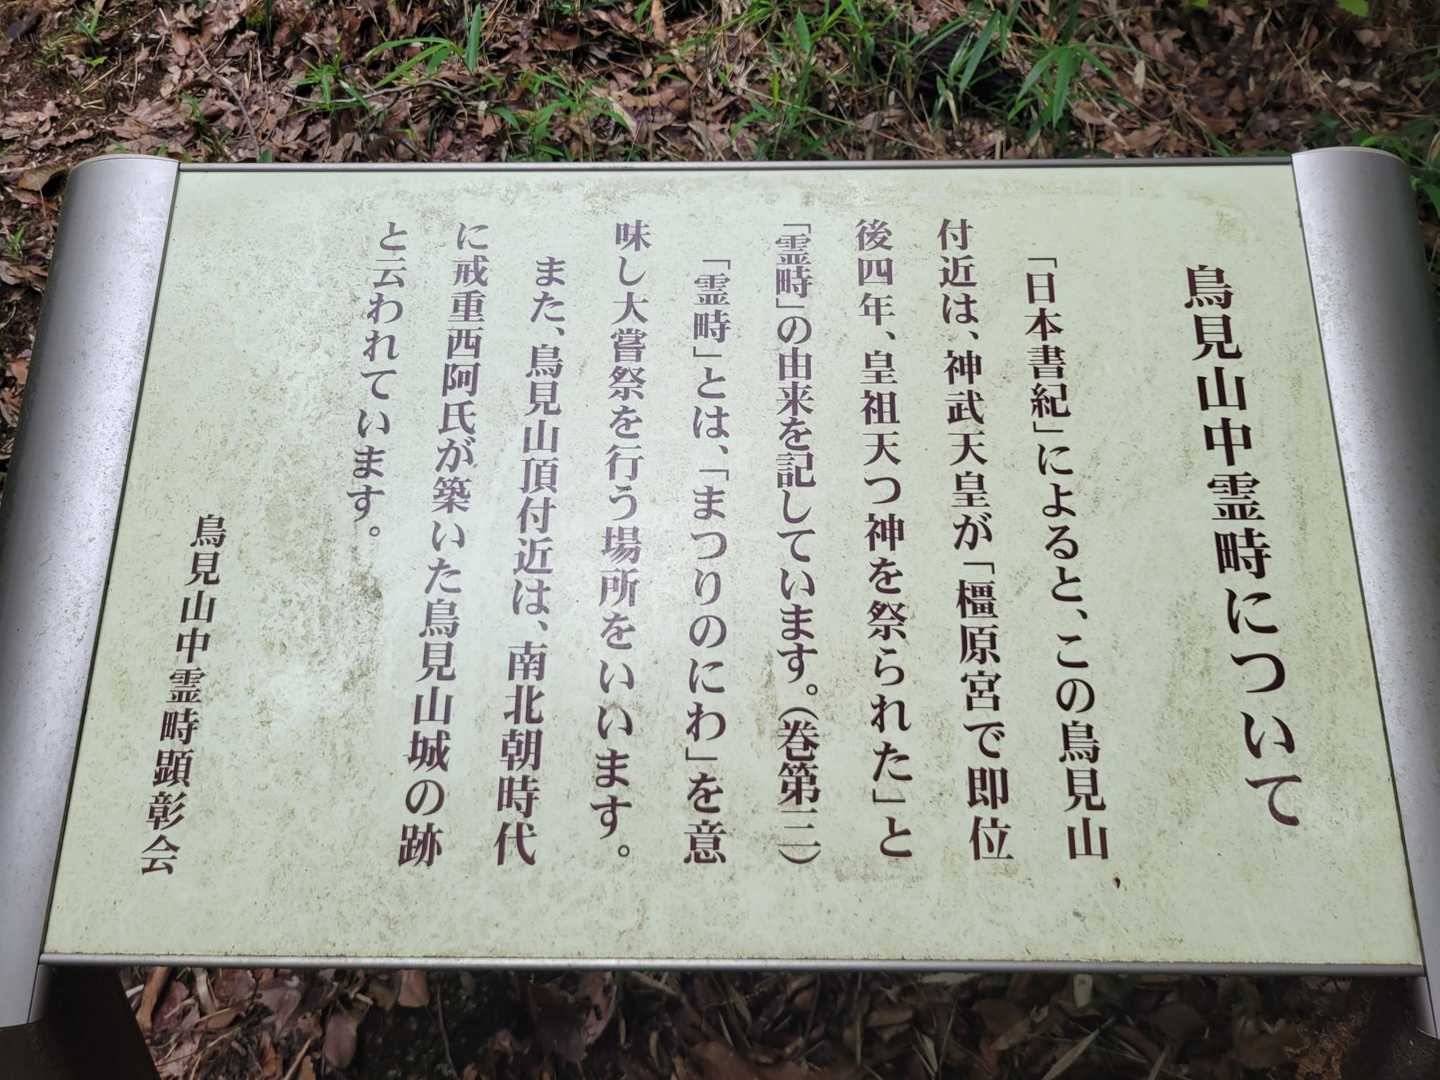 鳥見山中霊畤について
「日本書紀」によると、この鳥見山
付近は、神武天皇が「橿原宮で即位
後四年、皇祖天つ神を祭られた」と
「霊畤」の由来を記しています。（巻第三）
「霊畤」とは、「まつりのにわ」を意
味し大嘗祭を行う場所をいいます。
また、鳥見山頂付近は、南北朝時代
に戒重西阿氏が築いた鳥見山城の跡
と云われています。
鳥見山中霊畤顕彰会